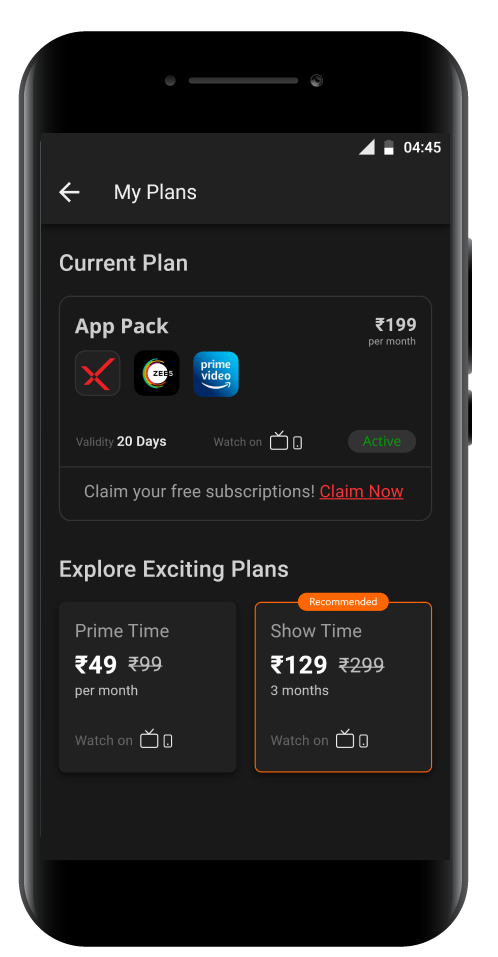 04:45
My Plans
Current Plan
App Pack
₹199
per month
ZEE5
prime
video
Validity 20 Days
Watch on
Active
Claim your free subscriptions! Claim Now
Explore Exciting Plans
Recommended
Prime Time
₹49 ₹99
per month
Watch on
Show Time
₹129 ₹299
3 months
Watch on